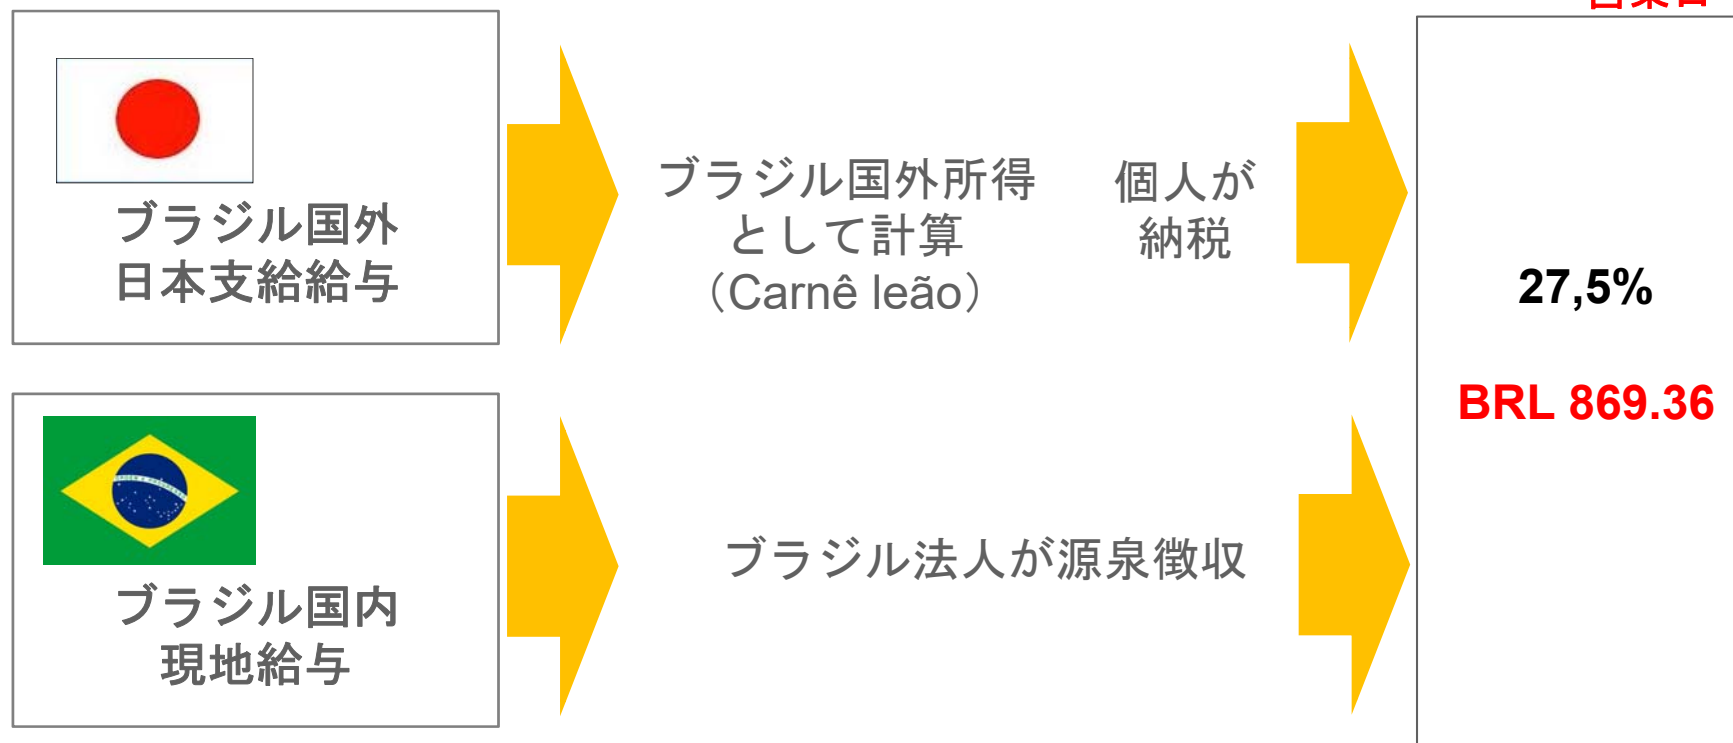 ブラジル国外
日本支給給与
ブラジル国外所得
として計算
（Carnê leão）
個人が
納税
27,5%
BRL 869.36
ブラジル国内
現地給与
ブラジル法人が源泉徴収